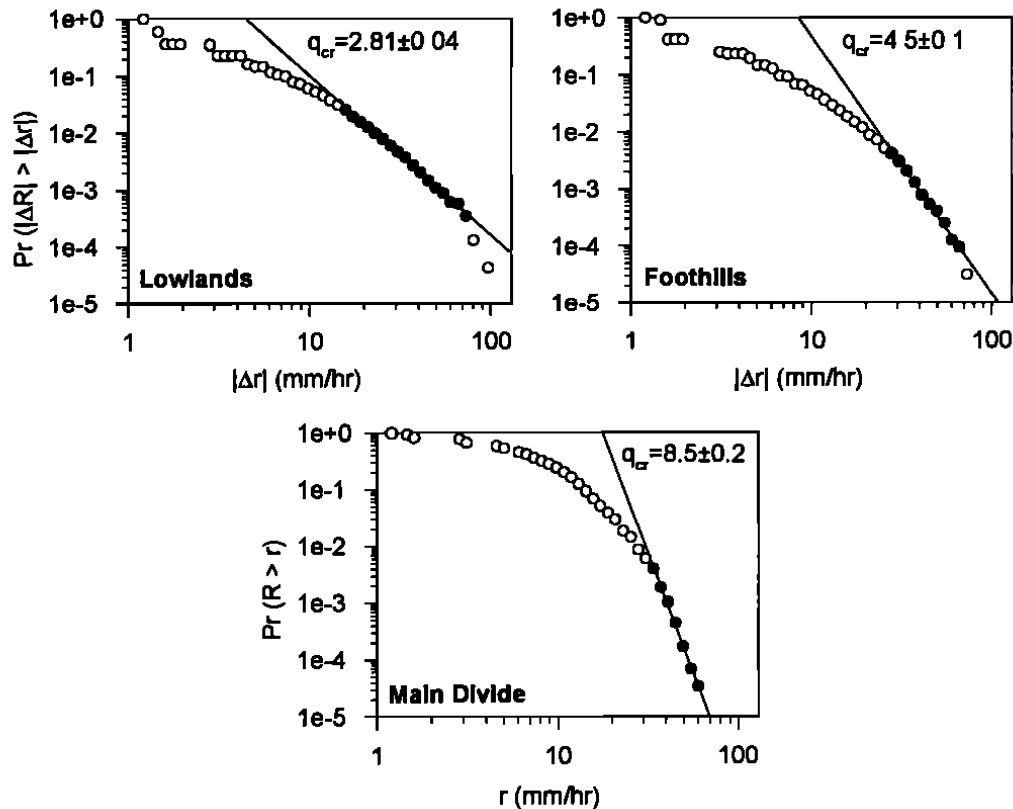 1e+0
1e-1
1e-2
1e-3
1e-4
1e-5
Pr (|ΔR| > |Δr|)
q_cr=2.81±0 04
Lowlands
1
10
100
|Δr| (mm/hr)
1e+0
1e-1
1e-2
1e-3
1e-4
1e-5
q_cr=4 5±0 1
Foothills
1
10
100
|Δr| (mm/hr)
1e+0
1e-1
1e-2
1e-3
1e-4
1e-5
Pr (R > r)
q_cr=8.5±0.2
Main Divide
1
10
100
r (mm/hr)